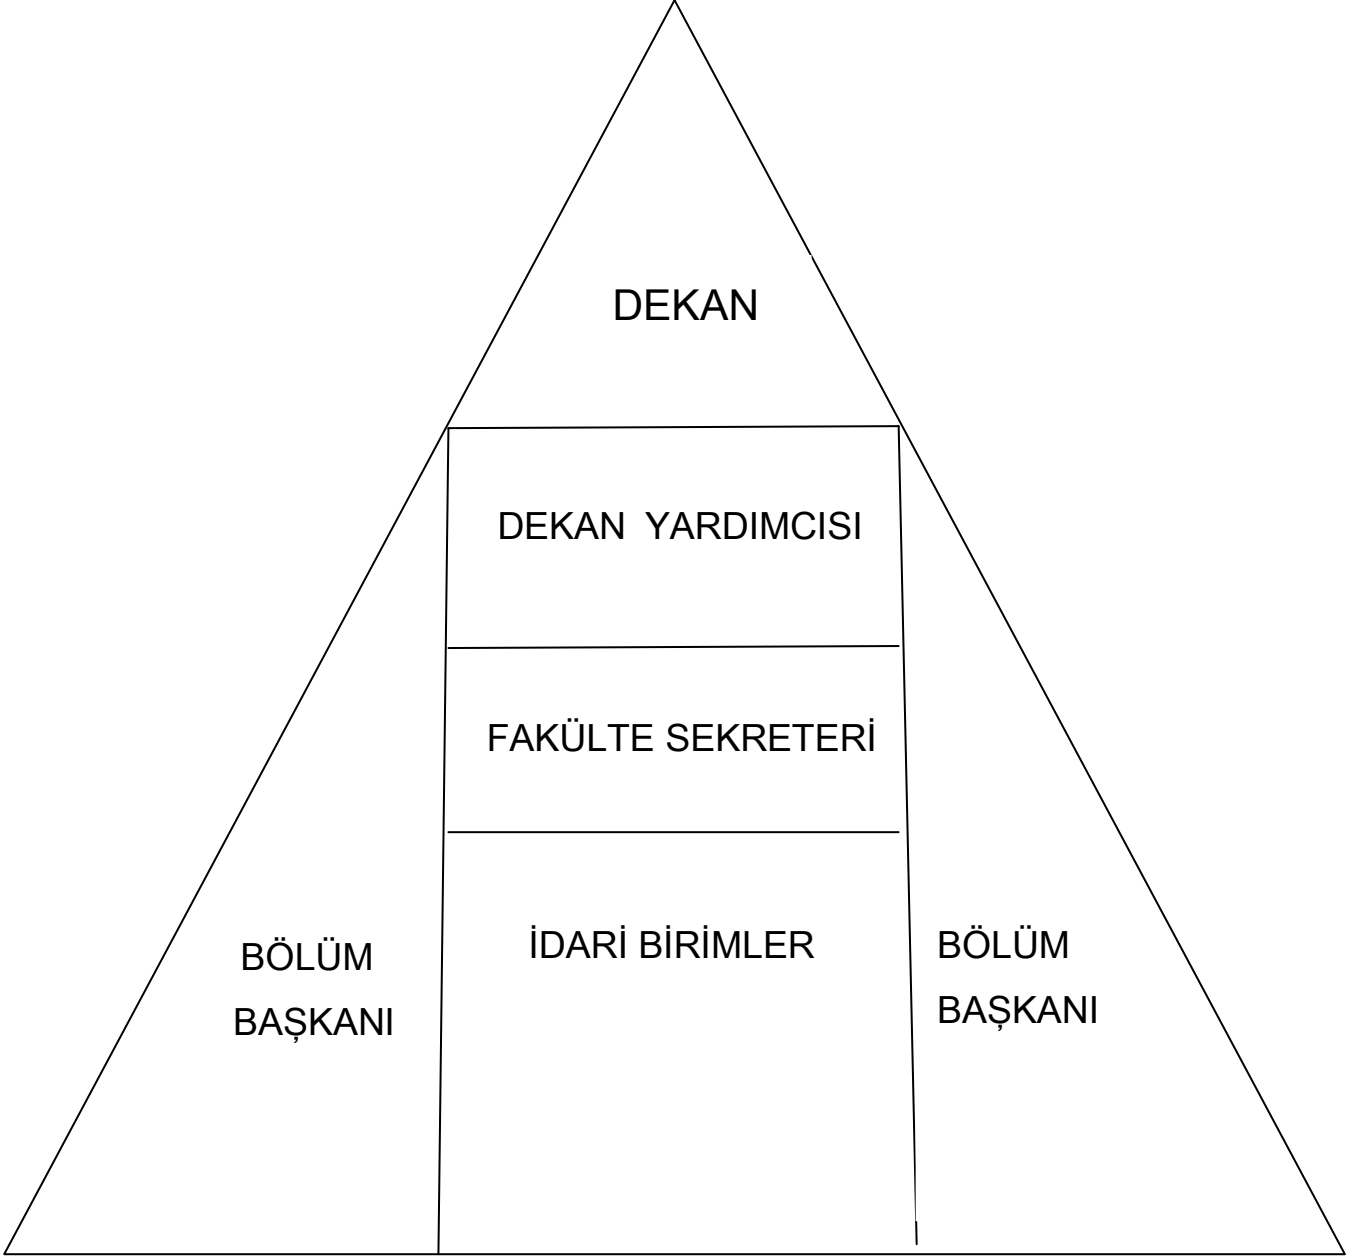 DEKAN
DEKAN YARDIMCISI
FAKÜLTE SEKRETERİ
BÖLÜM
BAŞKANI
İDARİ BİRİMLER
BÖLÜM
BAŞKANI